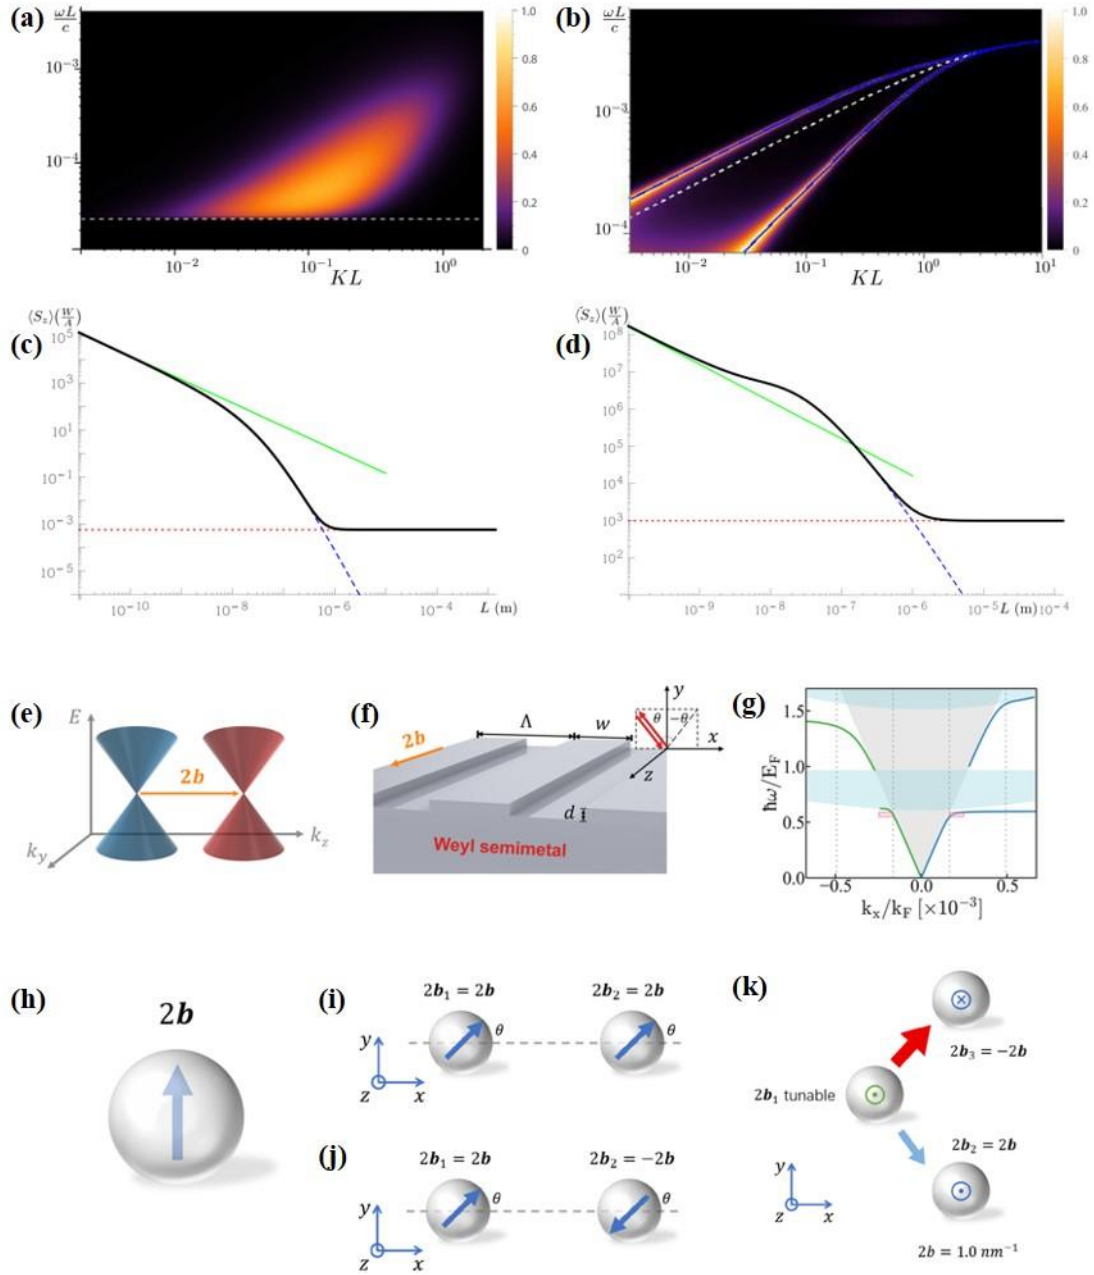 (a)
ωL/c
10⁻³
10⁻⁴
10⁻² 10⁻¹ 10⁰
KL
1.0
0.8
0.6
0.4
0.2
0
(b)
ωL/c
10⁻³
10⁻⁴
10⁻² 10⁻¹ 10⁰ 10¹
KL
1.0
0.8
0.6
0.4
0.2
0
(c)
⟨S_z⟩(W/A)
10⁵
10³
10¹
10⁻¹
10⁻³
10⁻⁵
10⁻¹⁰ 10⁻⁸ 10⁻⁶ 10⁻⁴ L (m)
(d)
⟨S_z⟩(W/A)
10⁸
10⁷
10⁶
10⁵
10⁴
10³
10²
10⁻⁹ 10⁻⁸ 10⁻⁷ 10⁻⁶ 10⁻⁵ L (m) 10⁻⁴
(e)
E
2b
k_y
k_z
(f)
2b
Λ
w
d
y
θ −θ
x
z
Weyl semimetal
(g)
ħω/E_F
1.5
1.0
0.5
0.0
−0.5 0.0 0.5
k_x/k_F [×10⁻³]
(h)
2b
(i)
2b₁ = 2b 2b₂ = 2b
y
θ θ
z x
(j)
2b₁ = 2b 2b₂ = −2b
y
θ θ
z x
(k)
2b₃ = −2b
2b₁ tunable
2b₂ = 2b
y
z x
2b = 1.0 nm⁻¹